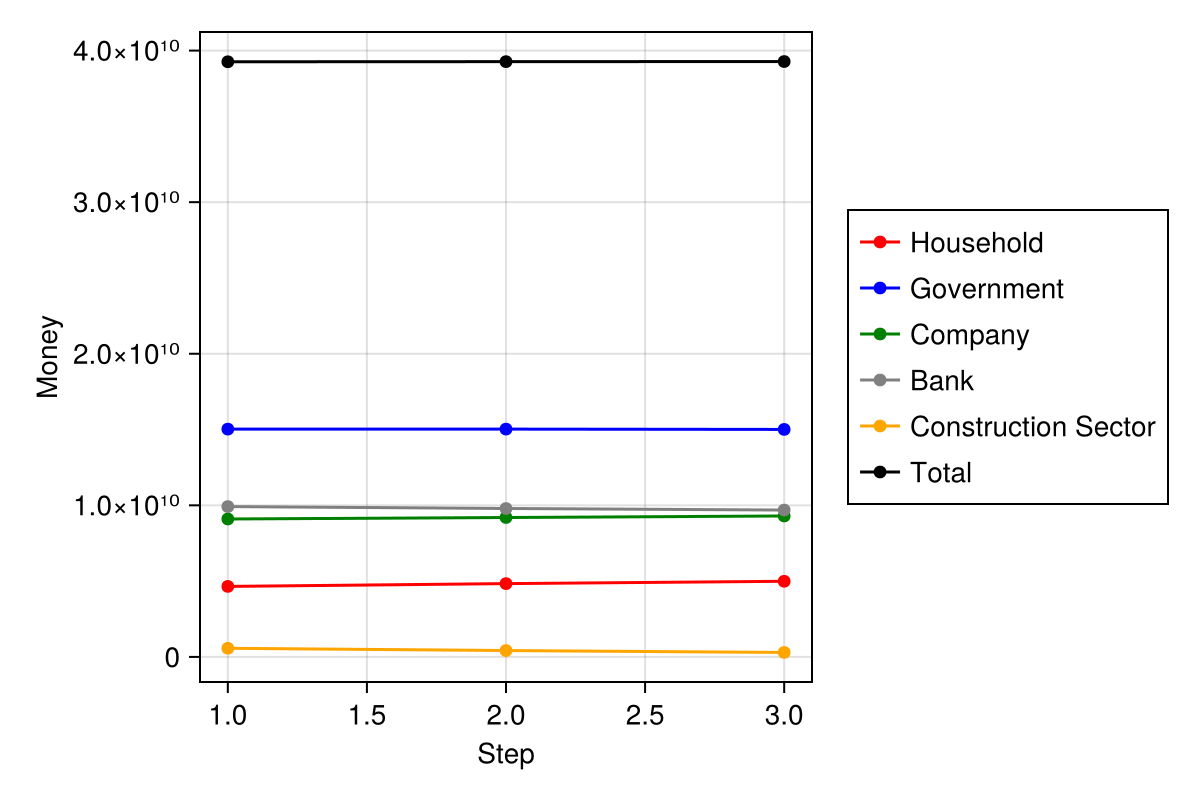 4.0×10¹⁰
3.0×10¹⁰
2.0×10¹⁰
1.0×10¹⁰
0
Money
1.0 1.5 2.0 2.5 3.0
Step
Household
Government
Company
Bank
Construction Sector
Total